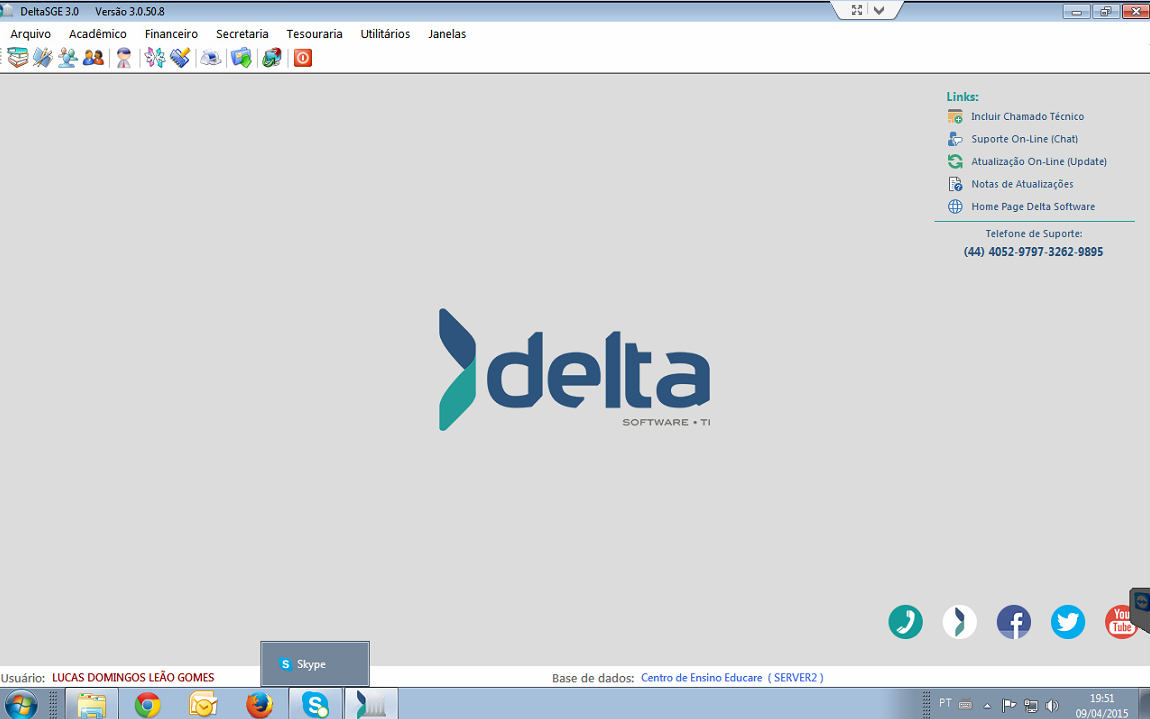 DeltaSGE 3.0 Versão 3.0.50.8
Arquivo Acadêmico Financeiro Secretaria Tesouraria Utilitários Janelas
Links:
Incluir Chamado Técnico
Suporte On-Line (Chat)
Atualização On-Line (Update)
Notas de Atualizações
Home Page Delta Software
Telefone de Suporte:
(44) 4052-9797-3262-9895
delta
SOFTWARE • TI
You
Tube
Skype
Usuário: LUCAS DOMINGOS LEÃO GOMES
Base de dados: Centro de Ensino Educare ( SERVER2 )
PT
19:51
09/04/2015